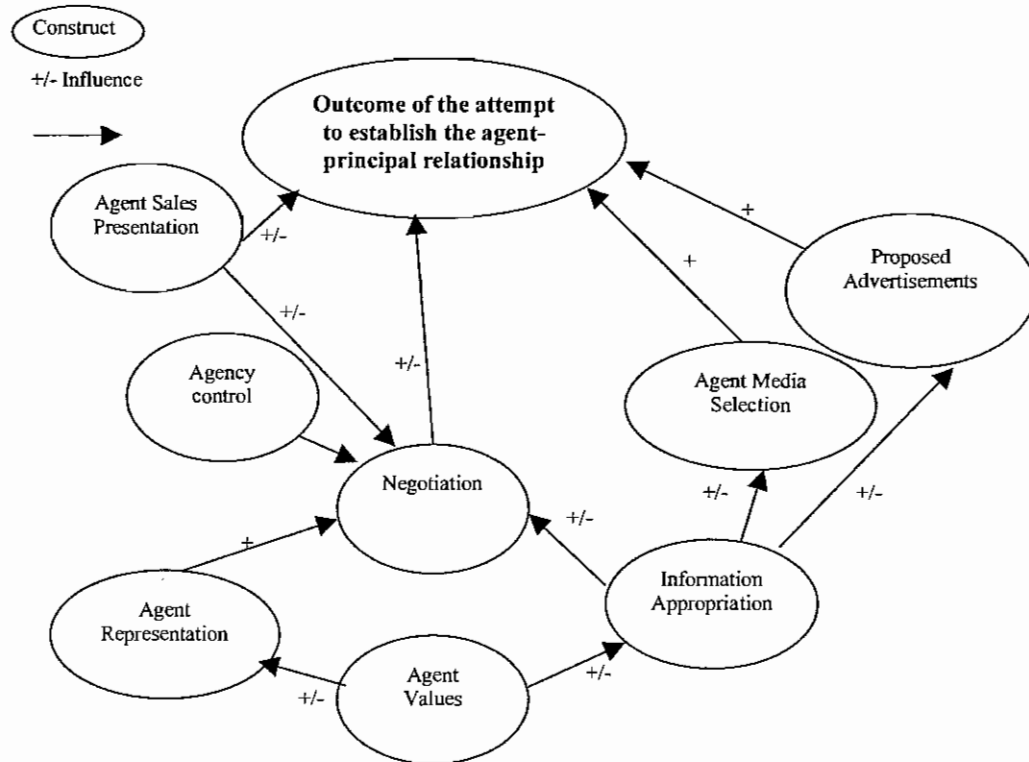 Construct
+/- Influence
Outcome of the attempt
to establish the agent-
principal relationship
Agent Sales
Presentation
+/-
+
Proposed
Advertisements
+
+/-
Agency
control
+/-
Agent Media
Selection
Negotiation
+/-
+/-
+/-
+
Information
Appropriation
Agent
Representation
+/-
Agent
Values
+/-